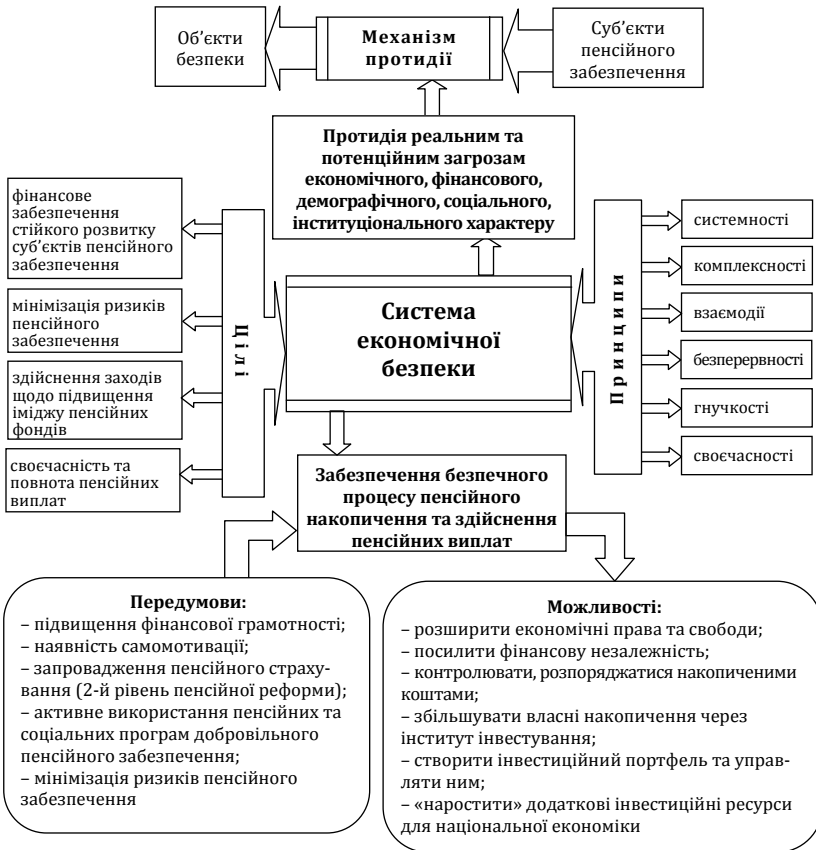 Об’єкти
безпеки
Механізм
протидії
Суб’єкти
пенсійного
забезпечення
Протидія реальним та
потенційним загрозам
економічного, фінансового,
демографічного, соціального,
інституціонального характеру
фінансове
забезпечення
стійкого розвитку
суб’єктів пенсійного
забезпечення
мінімізація ризиків
пенсійного
забезпечення
здійснення заходів
щодо підвищення
іміджу пенсійних
фондів
своєчасність та
повнота пенсійних
виплат
Цілі
Система
економічної
безпеки
Принципи
системності
комплексності
взаємодії
безперервності
гнучкості
своєчасності
Забезпечення безпечного
процесу пенсійного
накопичення та здійснення
пенсійних виплат
Передумови:
– підвищення фінансової грамотності;
– наявність самомотивації;
– запровадження пенсійного страху-
вання (2-й рівень пенсійної реформи);
– активне використання пенсійних та
соціальних програм добровільного
пенсійного забезпечення;
– мінімізація ризиків пенсійного
забезпечення
Можливості:
– розширити економічні права та свободи;
– посилити фінансову незалежність;
– контролювати, розпоряджатися накопиченими
коштами;
– збільшувати власні накопичення через
інститут інвестування;
– створити інвестиційний портфель та управ-
ляти ним;
– «наростити» додаткові інвестиційні ресурси
для національної економіки